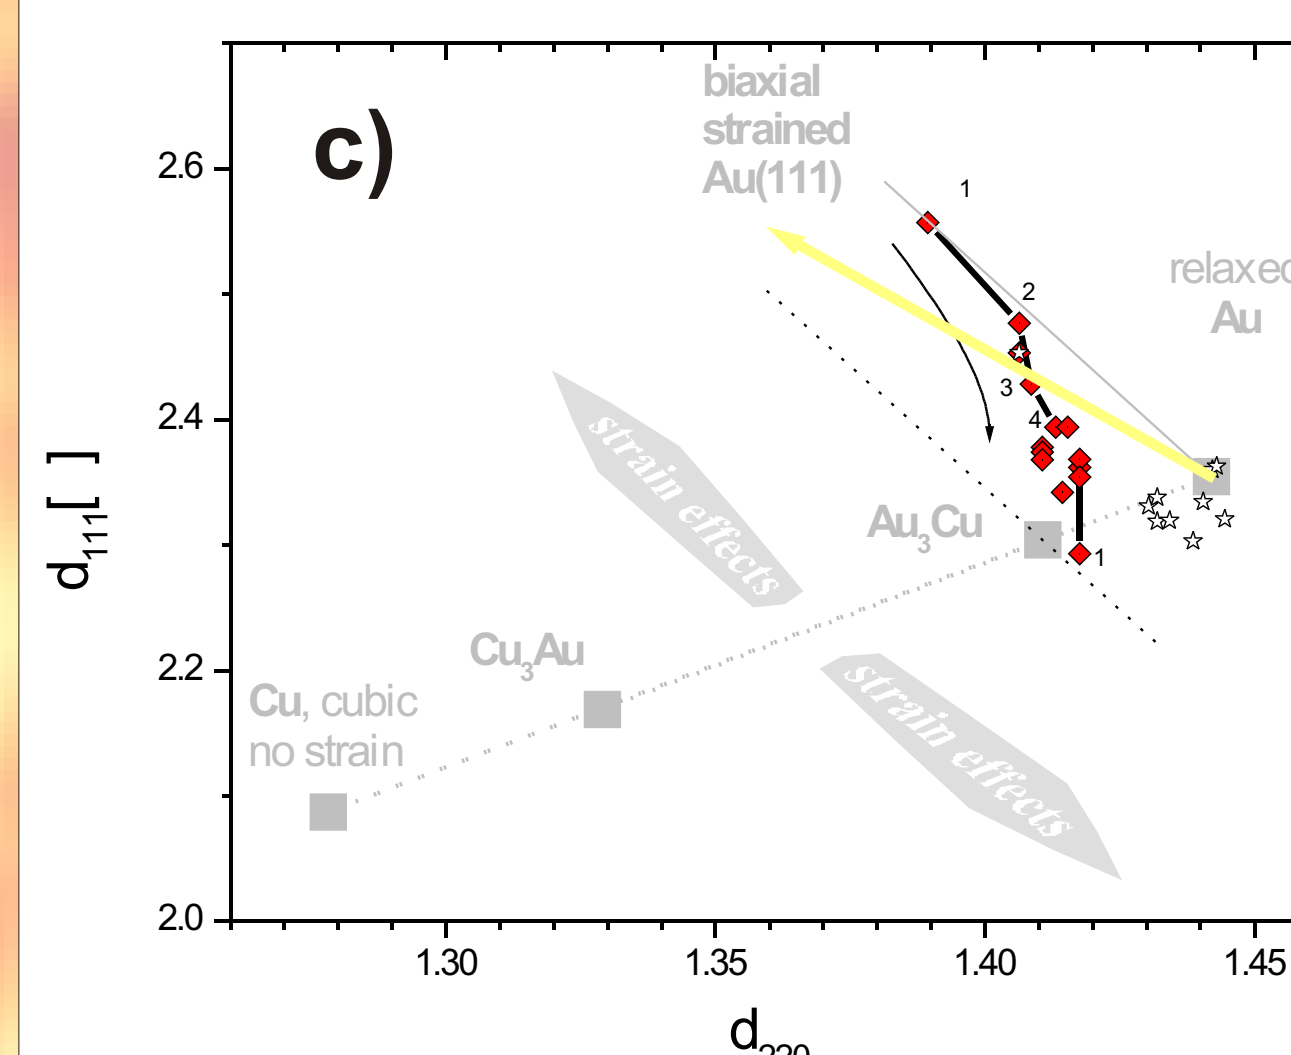 c)
biaxial
strained
Au(111)
1
2
3
4
1
relaxed
Au
strain effects
Au3Cu
Cu3Au
Cu, cubic
no strain
strain effects
2.6
2.4
2.2
2.0
d111[ ]
1.30
1.35
1.40
1.45
d220